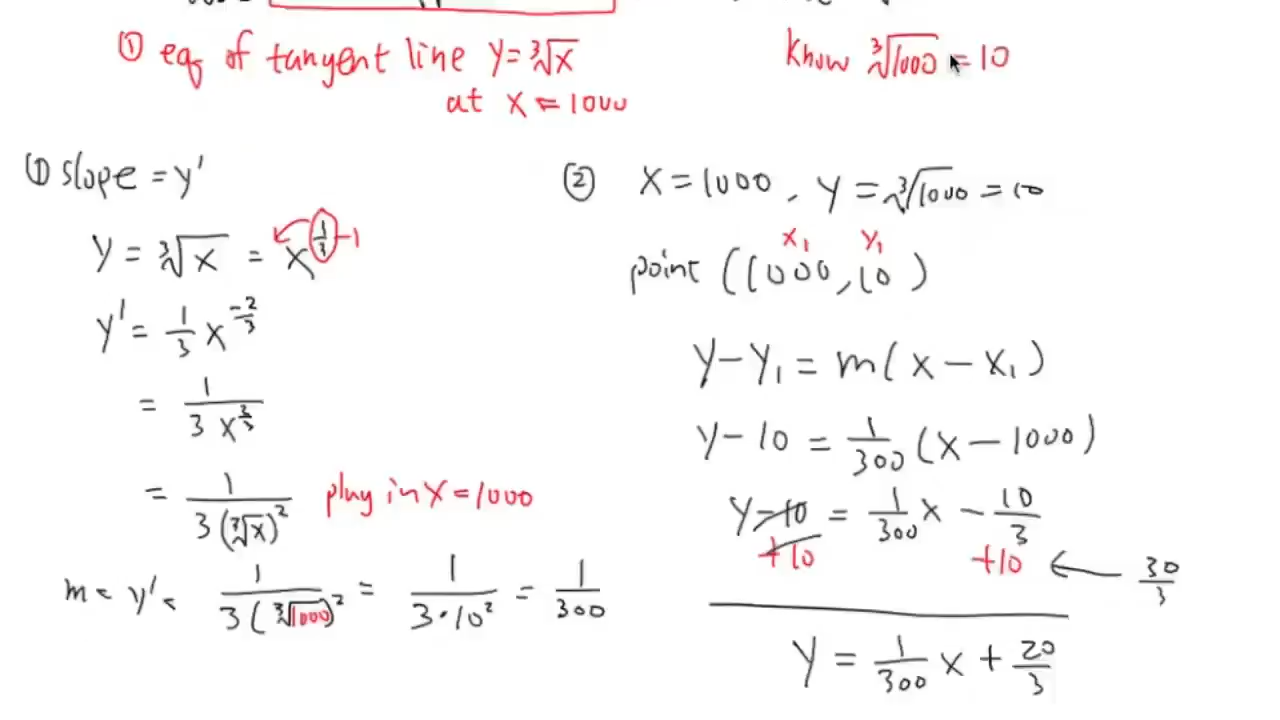 ① eq of tangent line y = ∛x
at x = 1000
know ∛1000 = 10
① slope = y'
y = ∛x = x^(1/3) -1
y' = 1/3 x^(-2/3)
= 1/(3 x^(2/3))
= 1/(3(∛x)²) plug in x = 1000
m = y' = 1/(3(∛1000)²) = 1/(3·10²) = 1/300
② x = 1000, y = ∛1000 = 10
x₁ y₁
point (1000, 10)
y - y₁ = m(x - x₁)
y - 10 = 1/300 (x - 1000)
y - 10 = 1/300 x - 10/3
+10 +10 ← 30/3
y = 1/300 x + 20/3